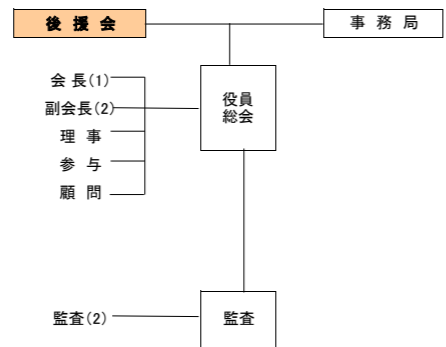 後 援 会
事 務 局
会 長(1)
副会長(2)
理 事
参 与
顧 問
役員
総会
監査(2)
監査